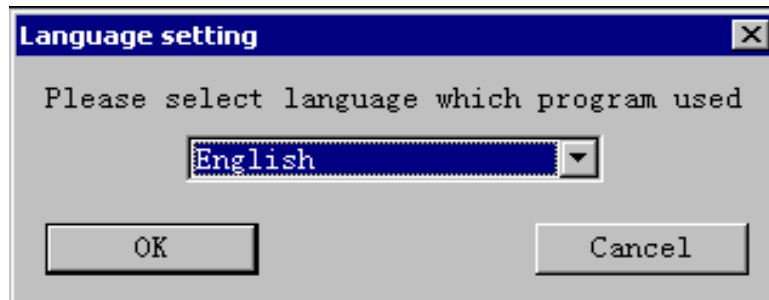 Language setting
Please select language which program used
English
OK
Cancel